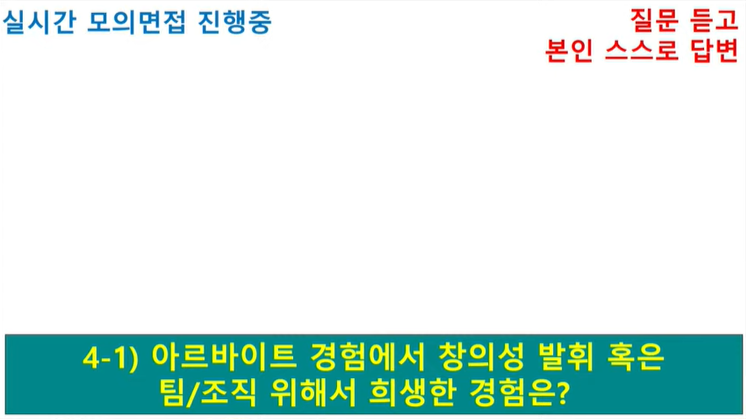 실시간 모의면접 진행중
질문 듣고
본인 스스로 답변
4-1) 아르바이트 경험에서 창의성 발휘 혹은
팀/조직 위해서 희생한 경험은?